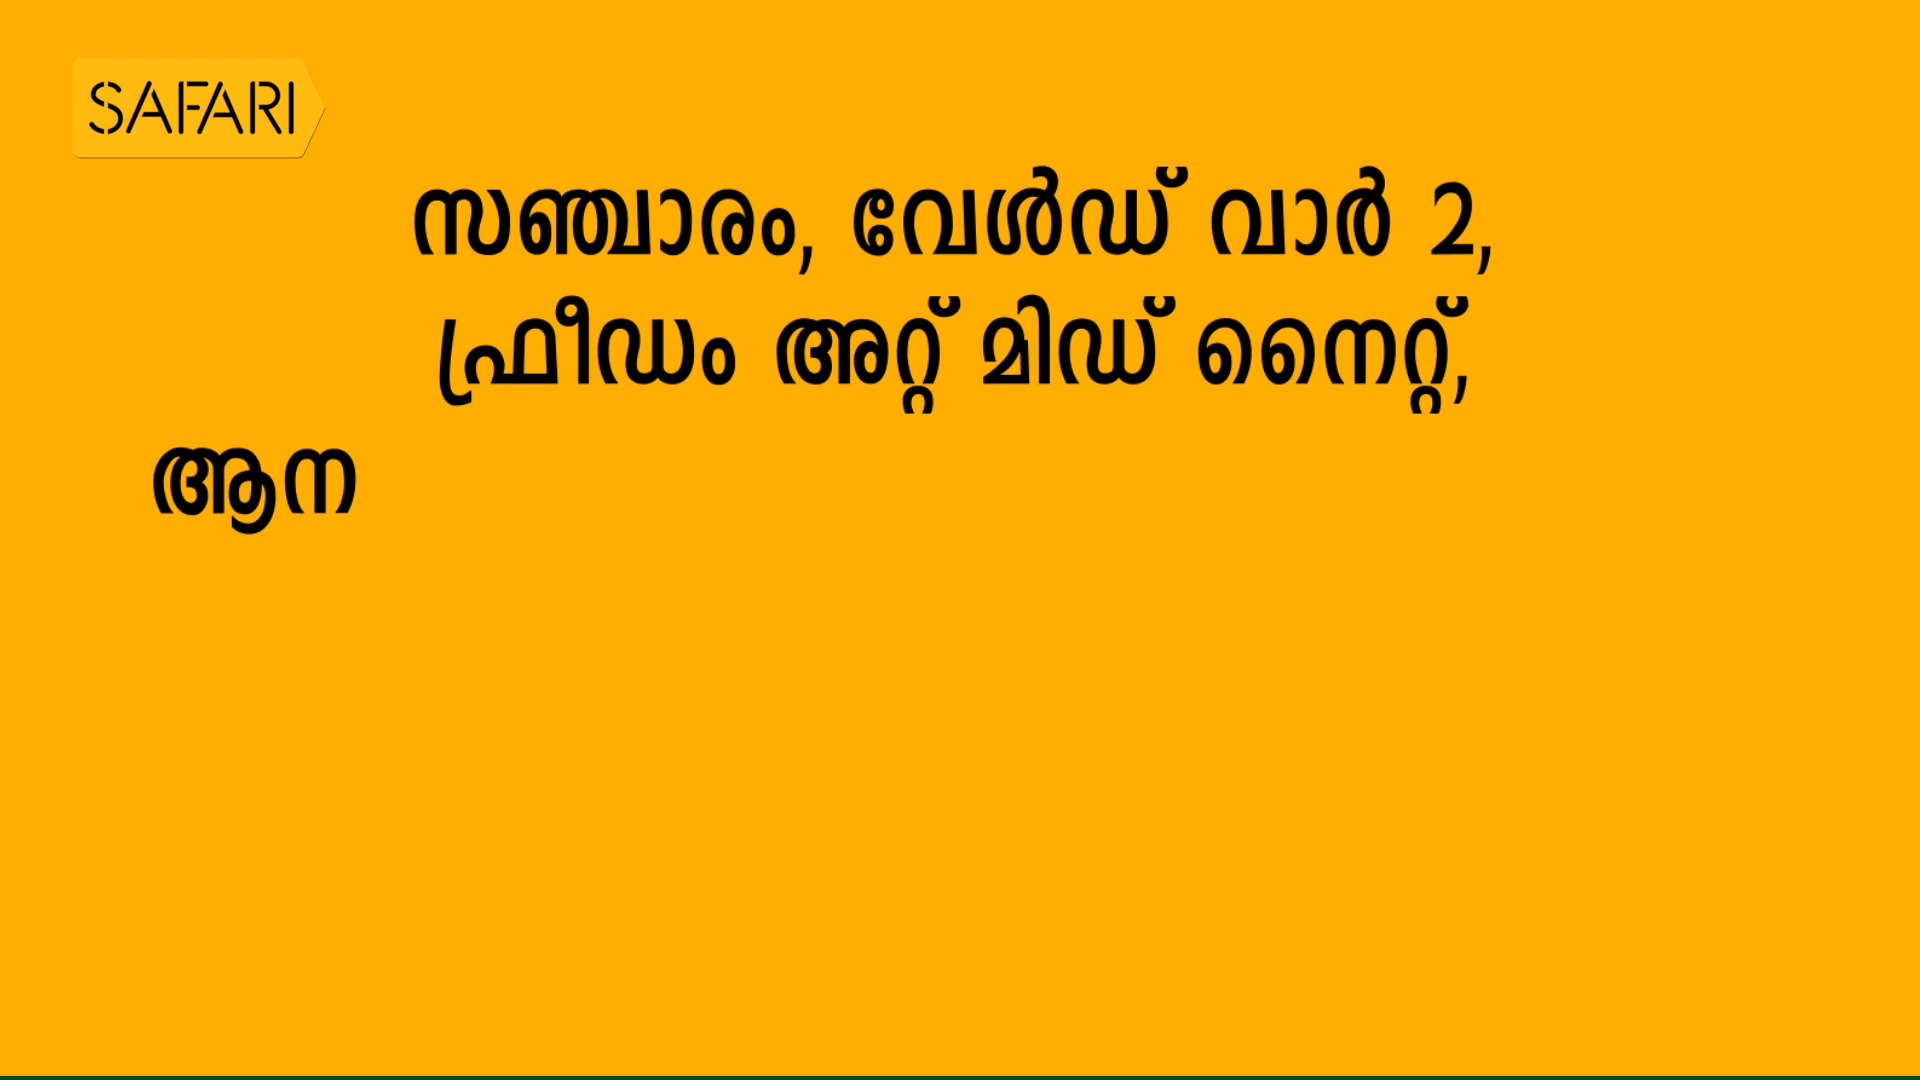 SAFARI
സഞ്ചാരം, വേൾഡ് വാർ 2,
ഫ്രീഡം അറ്റ് മിഡ് നൈറ്റ്,
ആന